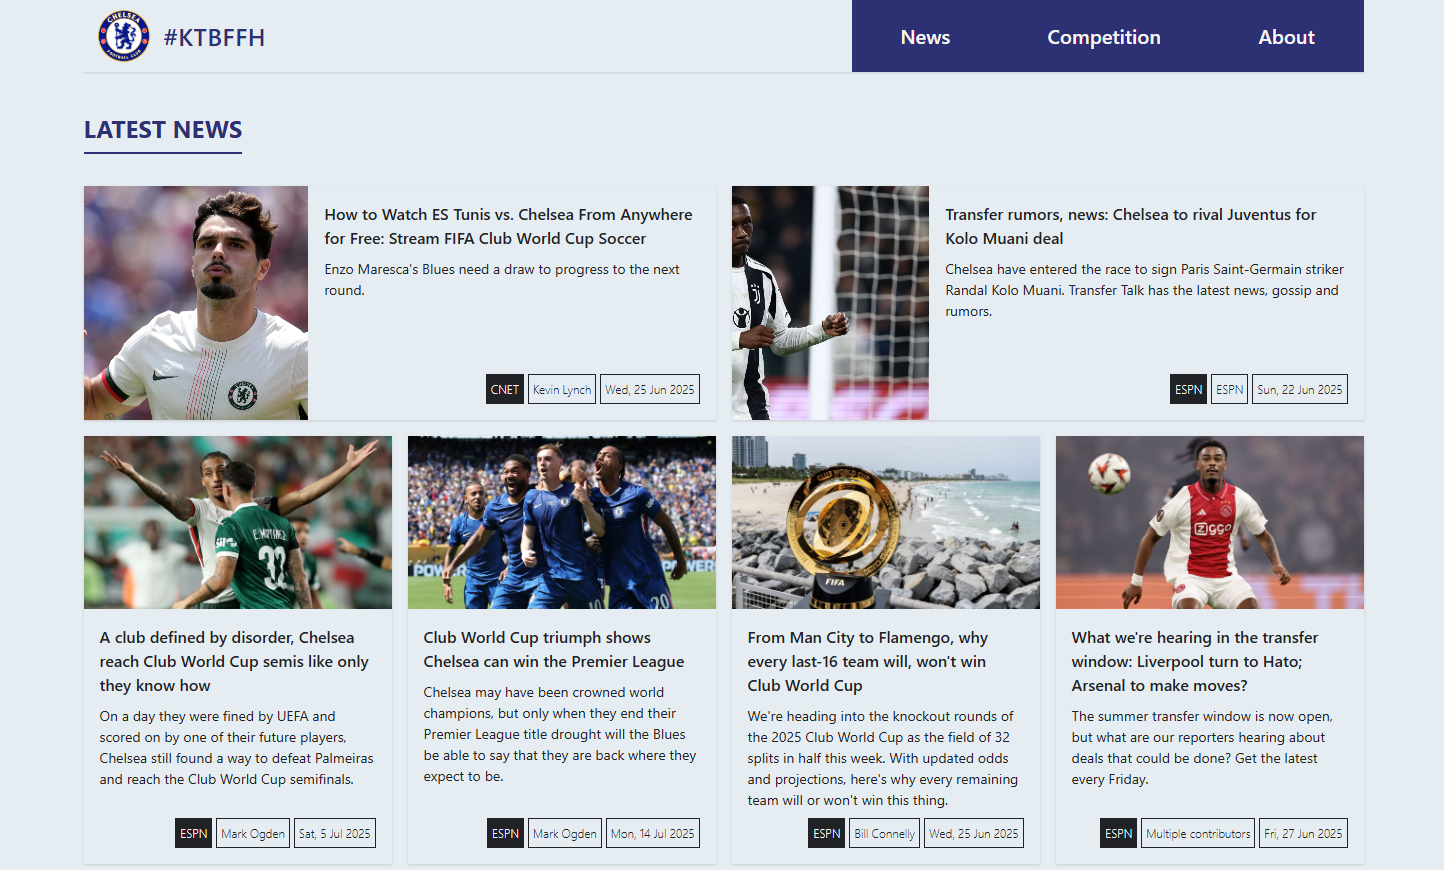 CHELSEA
FOOTBALL CLUB
#KTBFFH
News
Competition
About
LATEST NEWS
How to Watch ES Tunis vs. Chelsea From Anywhere
for Free: Stream FIFA Club World Cup Soccer
Enzo Maresca's Blues need a draw to progress to the next
round.
CNET
Kevin Lynch
Wed, 25 Jun 2025
Transfer rumors, news: Chelsea to rival Juventus for
Kolo Muani deal
Chelsea have entered the race to sign Paris Saint-Germain striker
Randal Kolo Muani. Transfer Talk has the latest news, gossip and
rumors.
ESPN
ESPN
Sun, 22 Jun 2025
E.MARTINEZ
32
A club defined by disorder, Chelsea
reach Club World Cup semis like only
they know how
On a day they were fined by UEFA and
scored on by one of their future players,
Chelsea still found a way to defeat Palmeiras
and reach the Club World Cup semifinals.
ESPN
Mark Ogden
Sat, 5 Jul 2025
POWER
10
20
Club World Cup triumph shows
Chelsea can win the Premier League
Chelsea may have been crowned world
champions, but only when they end their
Premier League title drought will the Blues
be able to say that they are back where they
expect to be.
ESPN
Mark Ogden
Mon, 14 Jul 2025
FIFA
From Man City to Flamengo, why
every last-16 team will, won't win
Club World Cup
We're heading into the knockout rounds of
the 2025 Club World Cup as the field of 32
splits in half this week. With updated odds
and projections, here's why every remaining
team will or won't win this thing.
ESPN
Bill Connelly
Wed, 25 Jun 2025
ziggo
What we're hearing in the transfer
window: Liverpool turn to Hato;
Arsenal to make moves?
The summer transfer window is now open,
but what are our reporters hearing about
deals that could be done? Get the latest
every Friday.
ESPN
Multiple contributors
Fri, 27 Jun 2025